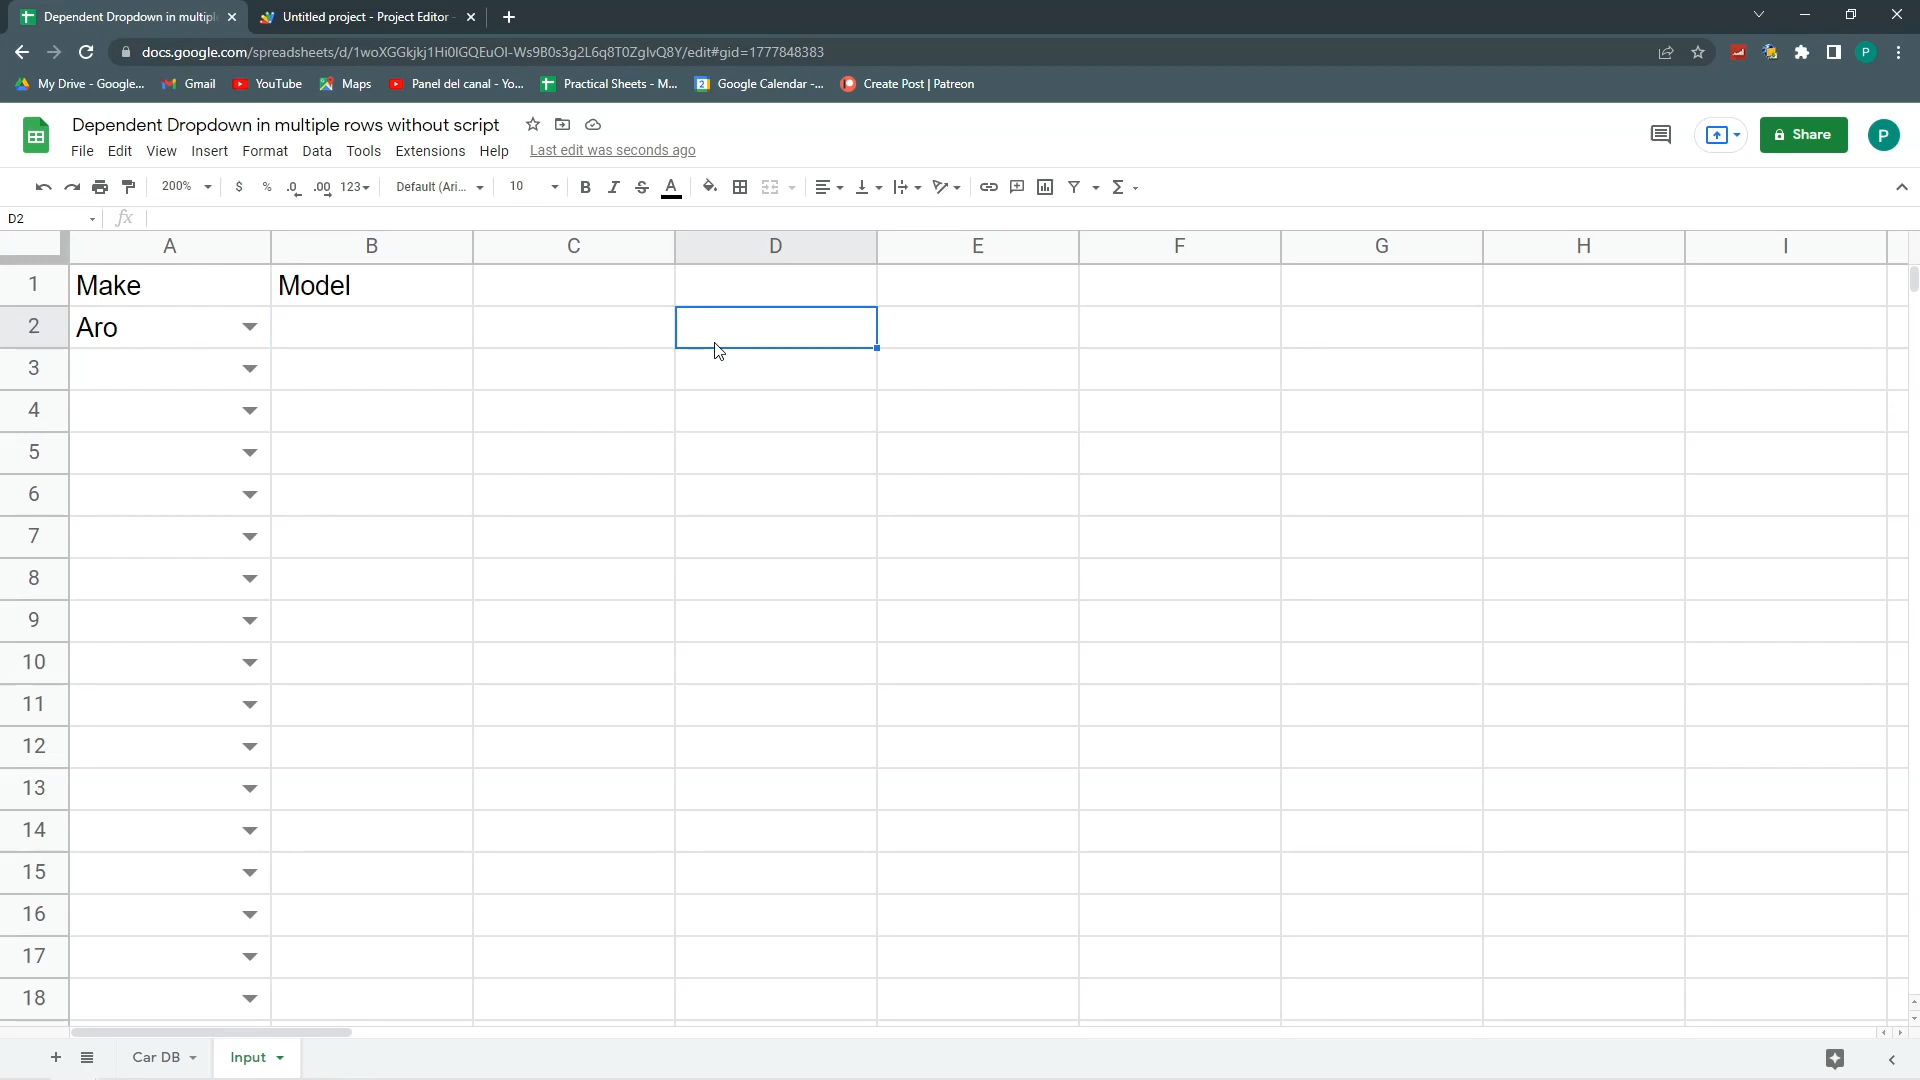 Dependent Dropdown in multipl
Untitled project - Project Editor -
docs.google.com/spreadsheets/d/1woXGGkjkj1Hi0IGQEuOI-Ws9B0s3g2L6q8T0ZglvQ8Y/edit#gid=1777848383
P
My Drive - Google...
Gmail
YouTube
Maps
Panel del canal - Yo...
Practical Sheets - M...
Google Calendar -...
Create Post | Patreon
Dependent Dropdown in multiple rows without script
File Edit View Insert Format Data Tools Extensions Help Last edit was seconds ago
Share
P
200% $ % .0 .00 123 Default (Ari... 10 B I S A Σ
D2 fx
A B C D E F G H I
1 Make Model
2 Aro
3
4
5
6
7
8
9
10
11
12
13
14
15
16
17
18
+ Car DB Input